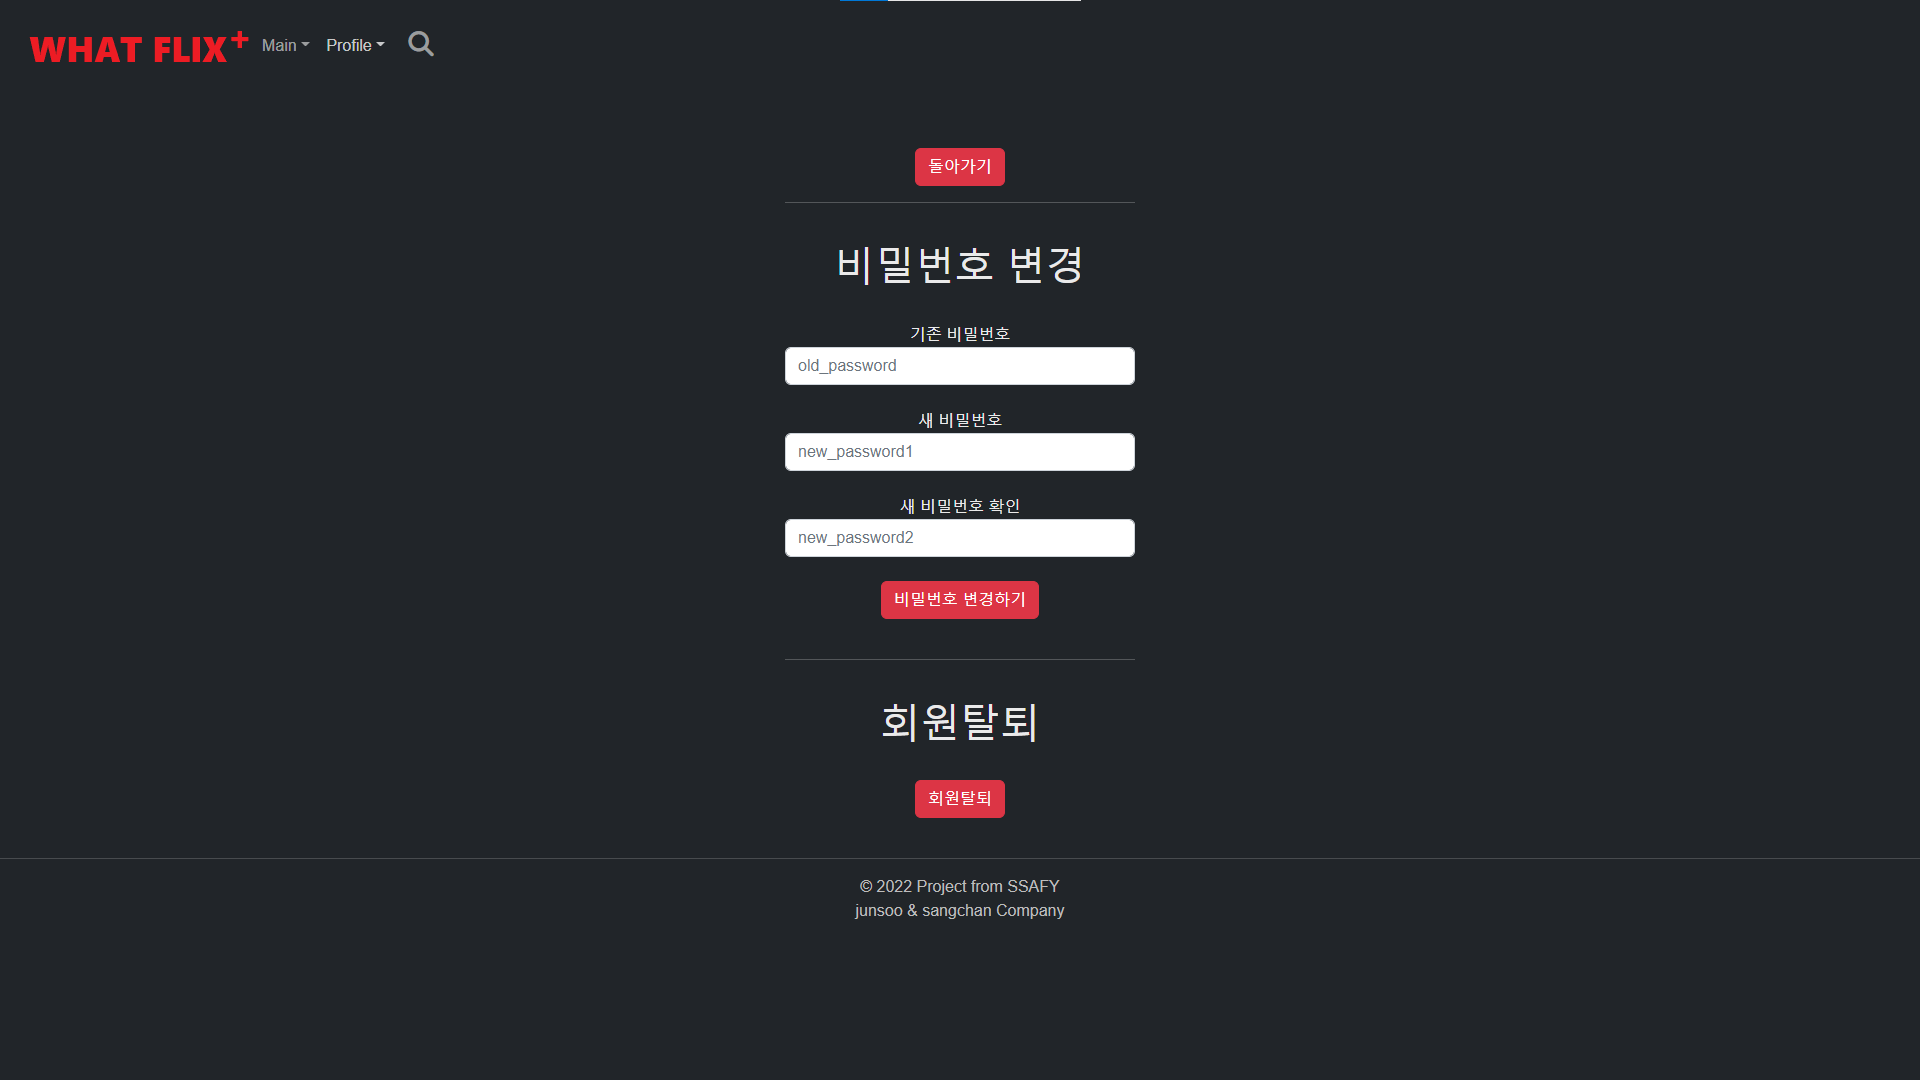 WHAT FLIX+ Main Profile
돌아가기
비밀번호 변경
기존 비밀번호
old_password
새 비밀번호
new_password1
새 비밀번호 확인
new_password2
비밀번호 변경하기
회원탈퇴
회원탈퇴
© 2022 Project from SSAFY
junsoo & sangchan Company